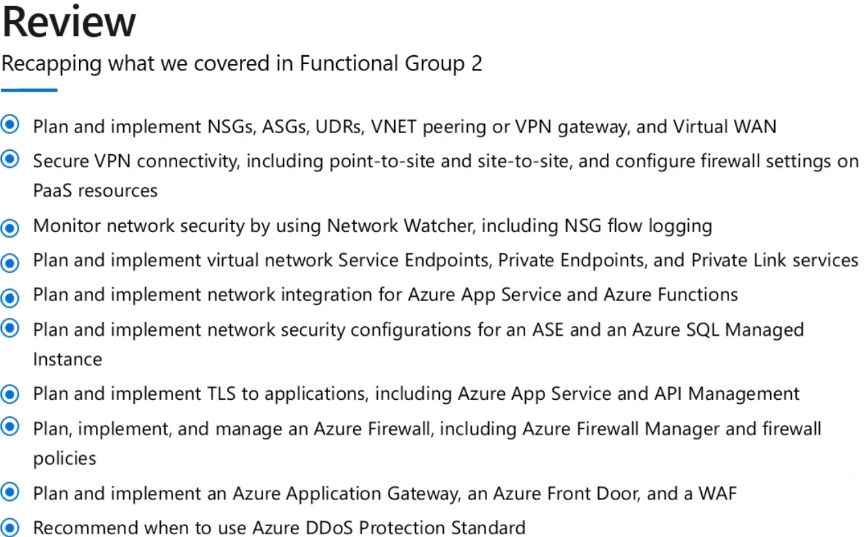 Review
Recapping what we covered in Functional Group 2
Plan and implement NSGs, ASGs, UDRs, VNET peering or VPN gateway, and Virtual WAN
Secure VPN connectivity, including point-to-site and site-to-site, and configure firewall settings on
PaaS resources
Monitor network security by using Network Watcher, including NSG flow logging
Plan and implement virtual network Service Endpoints, Private Endpoints, and Private Link services
Plan and implement network integration for Azure App Service and Azure Functions
Plan and implement network security configurations for an ASE and an Azure SQL Managed
Instance
Plan and implement TLS to applications, including Azure App Service and API Management
Plan, implement, and manage an Azure Firewall, including Azure Firewall Manager and firewall
policies
Plan and implement an Azure Application Gateway, an Azure Front Door, and a WAF
Recommend when to use Azure DDoS Protection Standard